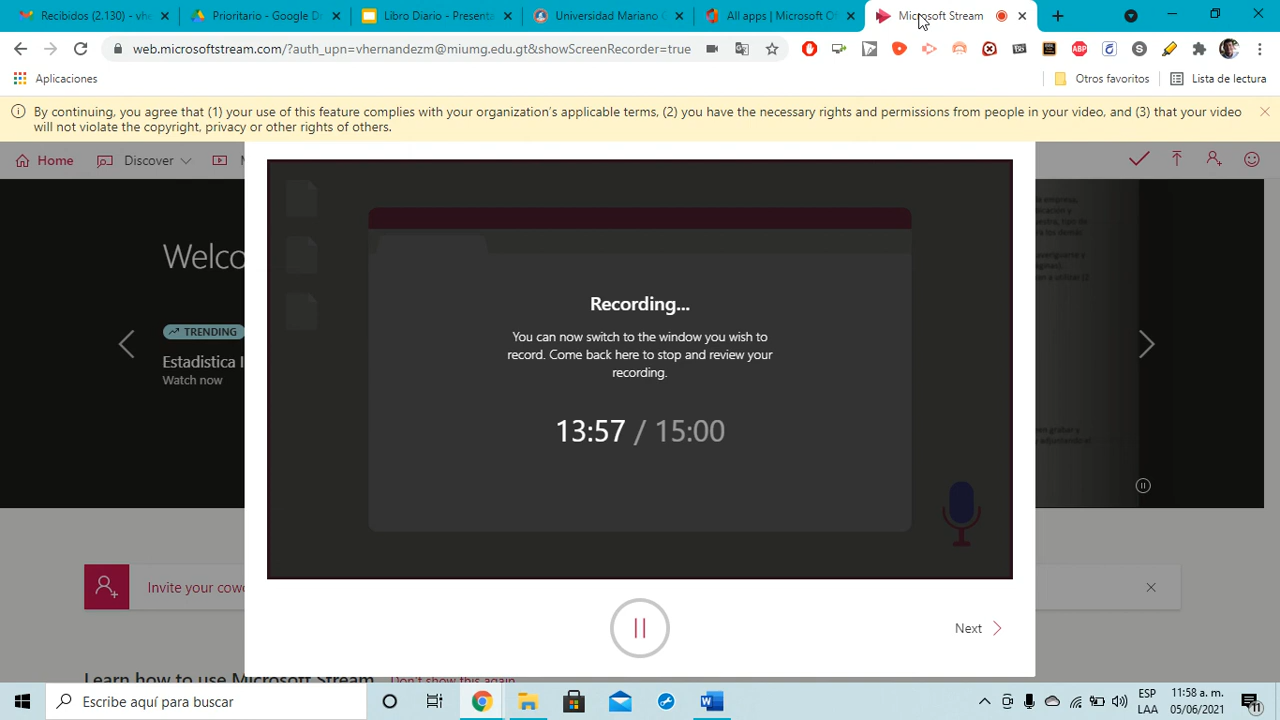 Recibidos (2.130) - vhe
Prioritario - Google D
Libro Diario - Presenta
Universidad Mariano G
All apps | Microsoft O
Microsoft Stream
web.microsoftstream.com/?auth_upn=vhernandezm@miumg.edu.gt&showScreenRecorder=true
ABP
Aplicaciones
Otros favoritos
Lista de lectura
By continuing, you agree that (1) your use of this feature complies with your organization's applicable terms, (2) you have the necessary rights and permissions from people in your video, and (3) that your video
will not violate the copyright, privacy or other rights of others.
Home
Discover
Welco
TRENDING
Estadistica I
Watch now
Recording...
You can now switch to the window you wish to
record. Come back here to stop and review your
recording.
13:57 / 15:00
Next
Invite your cow
Learn how to use Microsoft Stream
Don't show this again
Escribe aquí para buscar
ESP
LAA
11:58 a. m.
05/06/2021
11